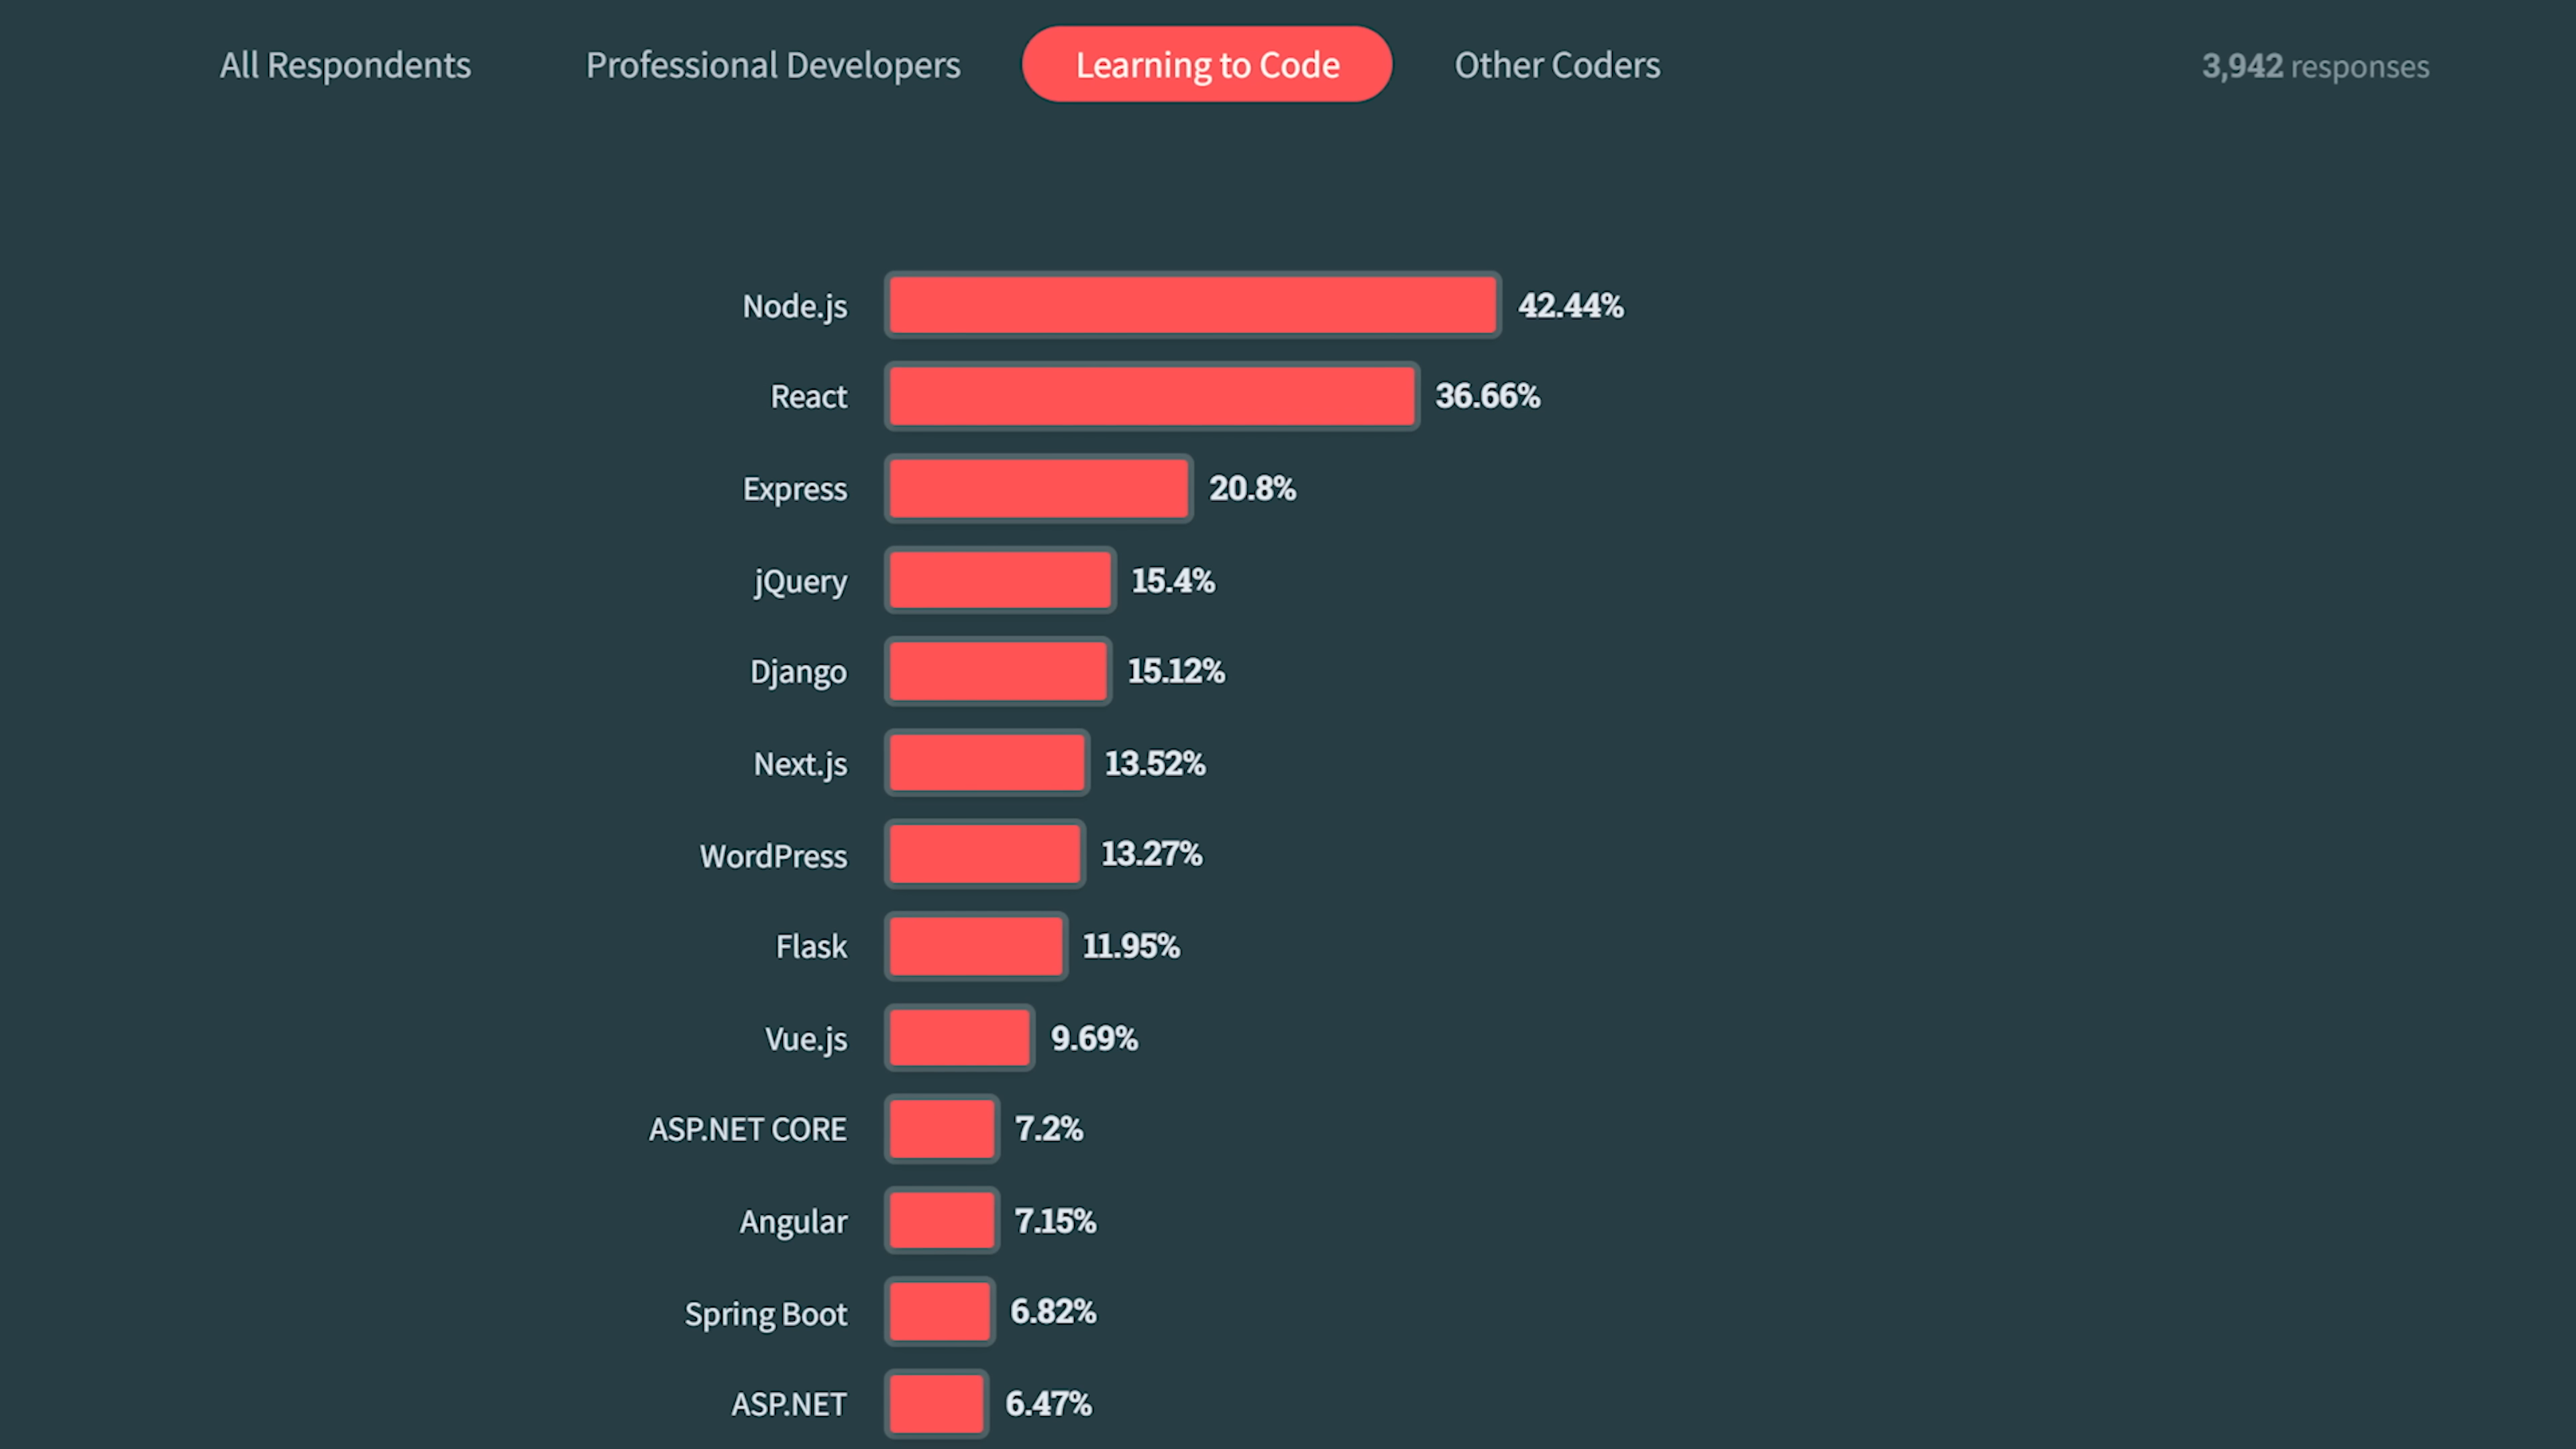 All Respondents Professional Developers Learning to Code Other Coders 3,942 responses
Node.js 42.44%
React 36.66%
Express 20.8%
jQuery 15.4%
Django 15.12%
Next.js 13.52%
WordPress 13.27%
Flask 11.95%
Vue.js 9.69%
ASP.NET CORE 7.2%
Angular 7.15%
Spring Boot 6.82%
ASP.NET 6.47%